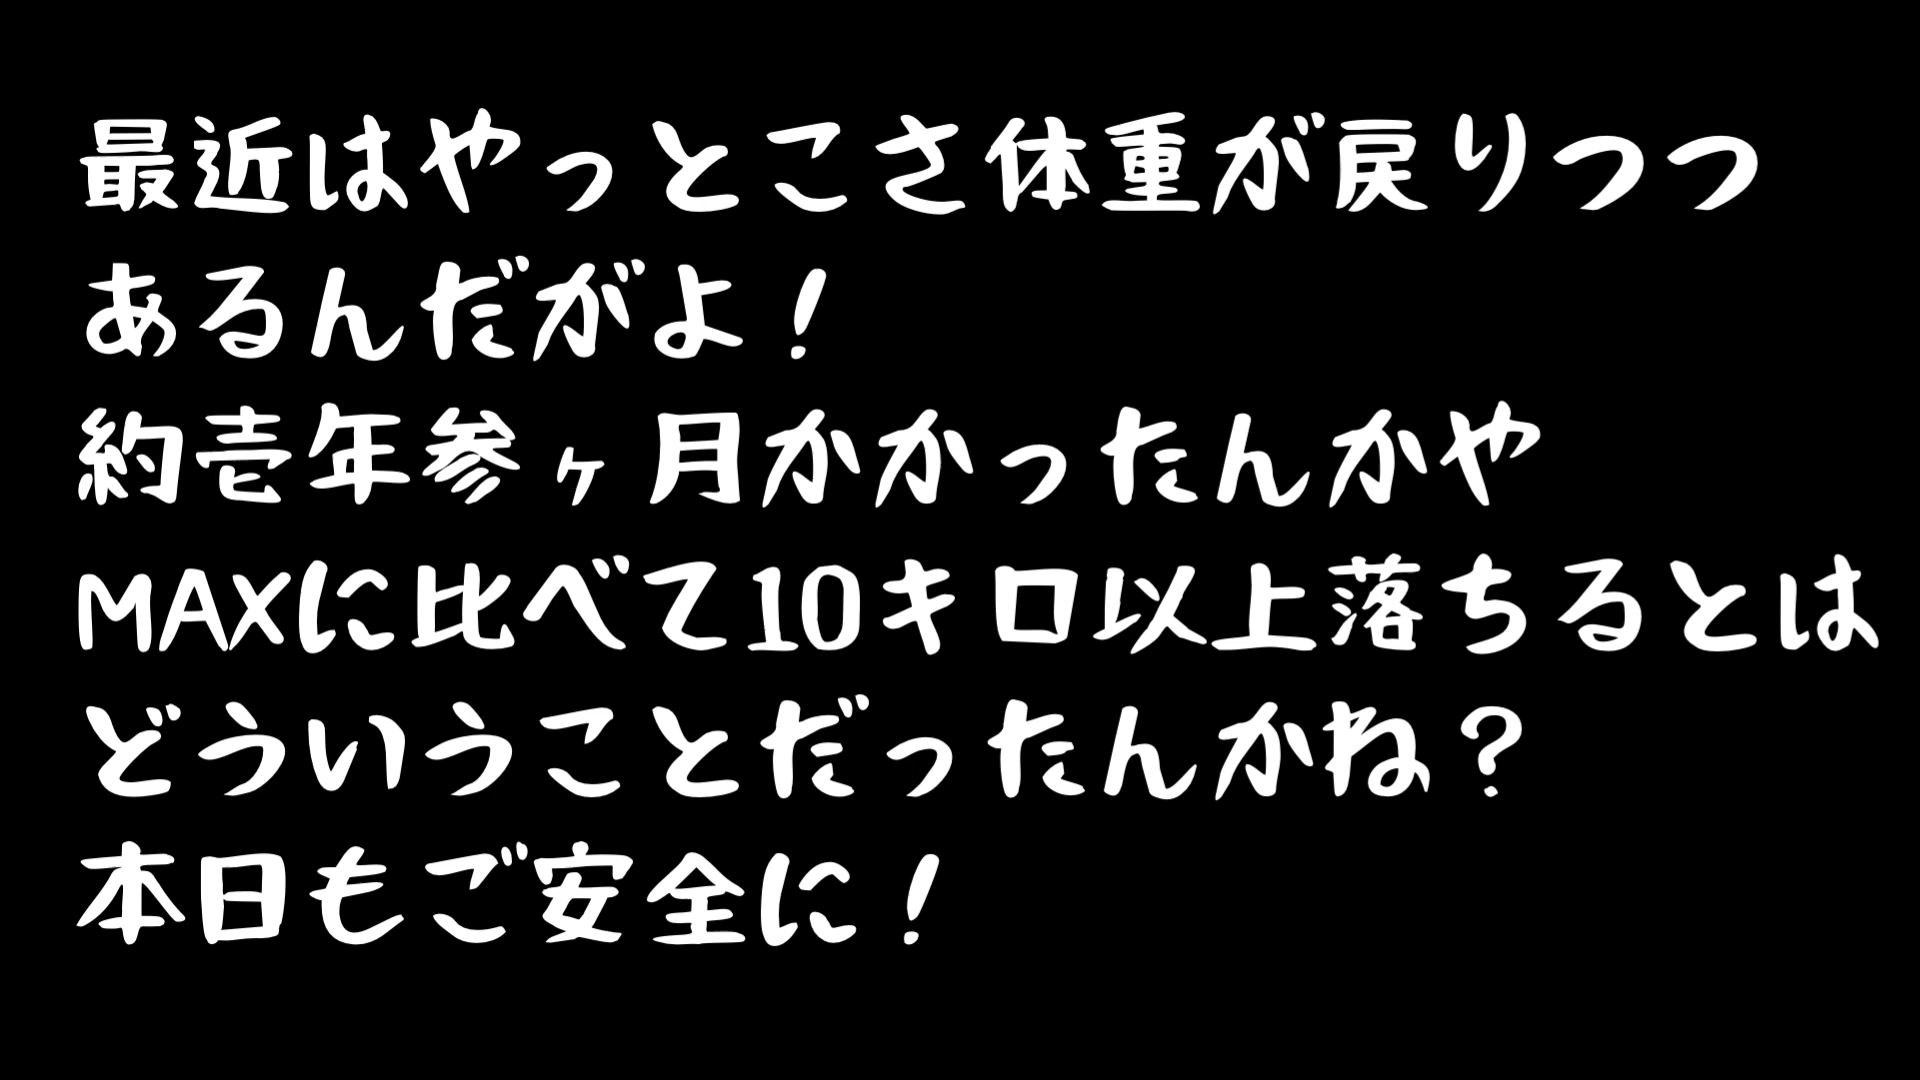 最近はやっとこさ体重が戻りつつ
あるんだがよ！
約壱年参ヶ月かかったんかや
MAXに比べて10キロ以上落ちるとは
どういうことだったんかね？
本日もご安全に！